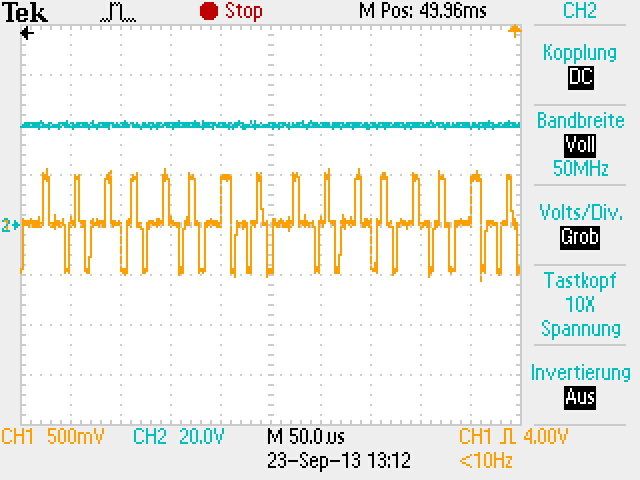 Tek Stop M Pos: 49.96ms CH2
Kopplung
DC
Bandbreite
Voll
50MHz
Volts/Div.
Grob
Tastkopf
10X
Spannung
Invertierung
Aus
2
CH1 500mV CH2 20.0V M 50.0us CH1 4.00V
23-Sep-13 13:12 <10Hz